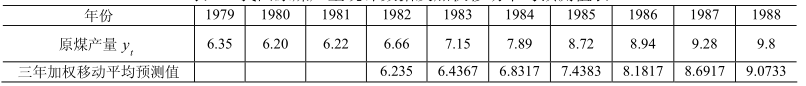 年份 1979 1980 1981 1982 1983 1984 1985 1986 1987 1988
原煤产量 y_t 6.35 6.20 6.22 6.66 7.15 7.89 8.72 8.94 9.28 9.8
三年加权移动平均预测值 6.235 6.4367 6.8317 7.4383 8.1817 8.6917 9.0733